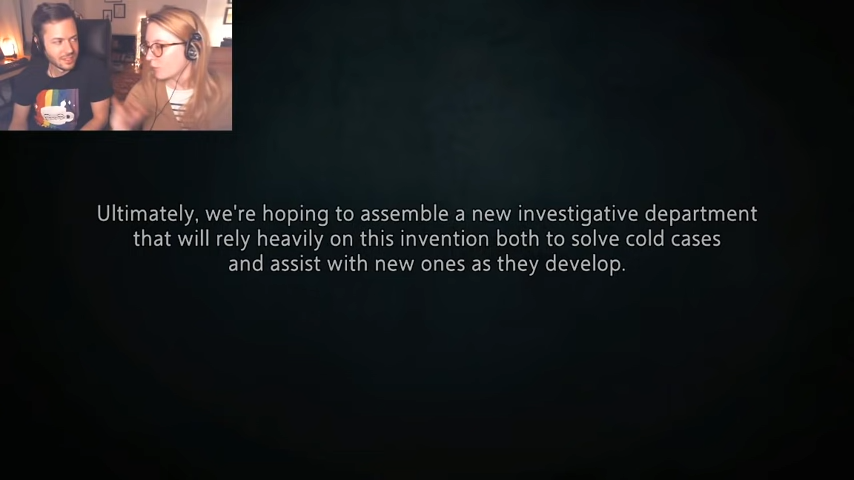 Ultimately, we're hoping to assemble a new investigative department
that will rely heavily on this invention both to solve cold cases
and assist with new ones as they develop.